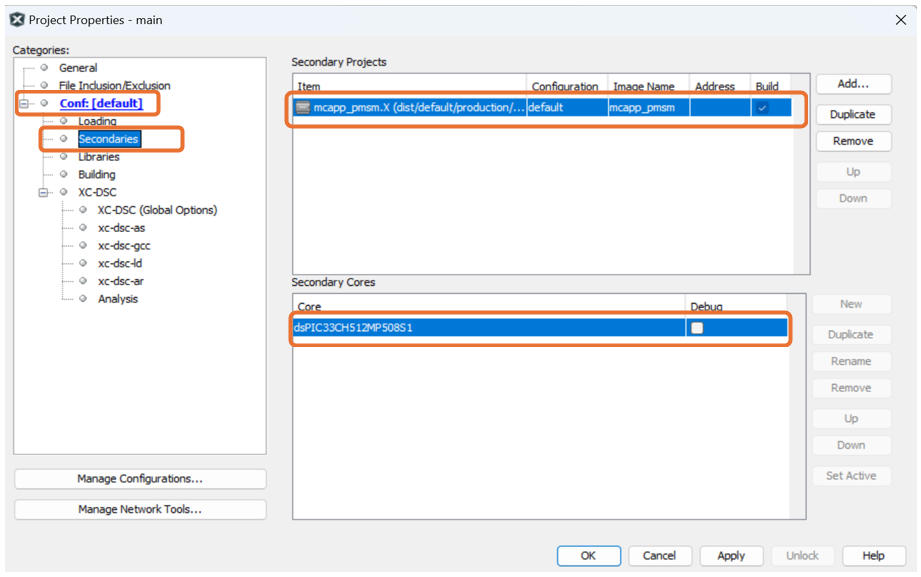 Project Properties - main
Categories:
General
File Inclusion/Exclusion
Conf: [default]
Loading
Secondaries
Libraries
Building
XC-DSC
XC-DSC (Global Options)
xc-dsc-as
xc-dsc-gcc
xc-dsc-ld
xc-dsc-ar
Analysis
Manage Configurations...
Manage Network Tools...
Secondary Projects
Item Configuration Image Name Address Build
mcapp_pmsm.X (dist/default/production/... default mcapp_pmsm
Add...
Duplicate
Remove
Up
Down
Secondary Cores
Core Debug
dsPIC33CH512MP508S1
New
Duplicate
Rename
Remove
Up
Down
Set Active
OK Cancel Apply Unlock Help